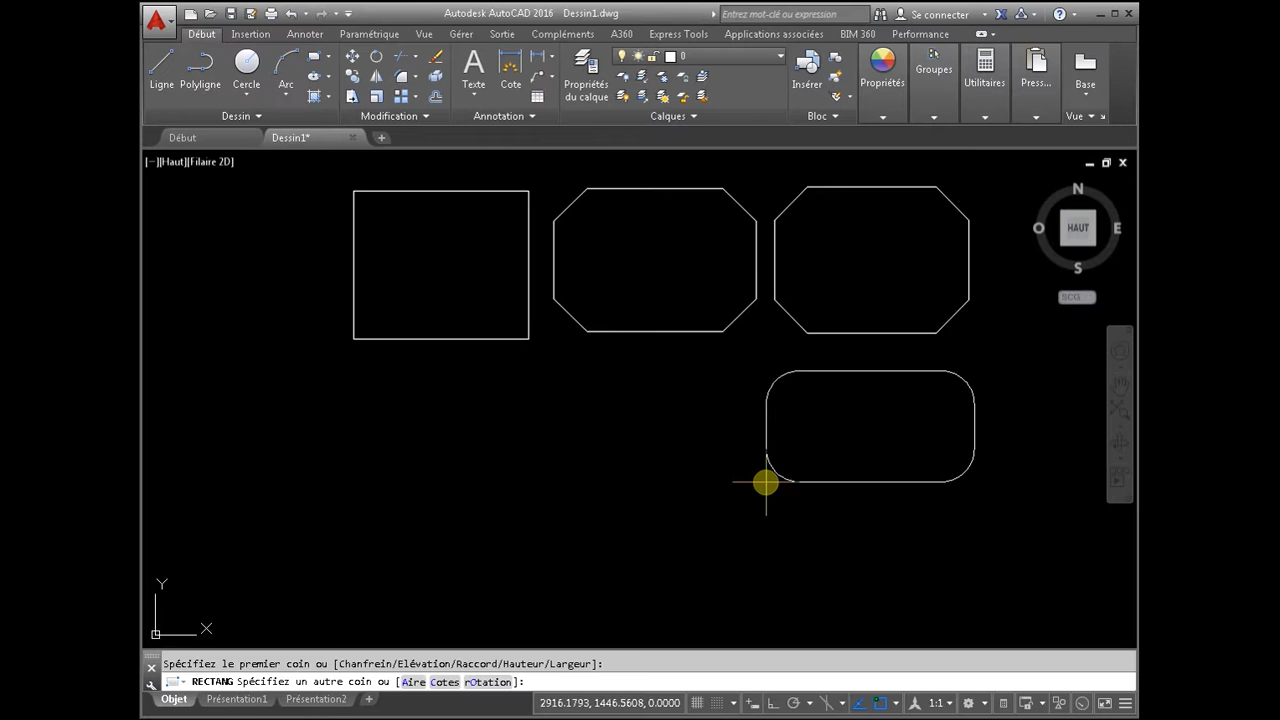 Autodesk AutoCAD 2016 Dessin1.dwg
Entrez mot-clé ou expression
Se connecter
Début Insertion Annoter Paramétrique Vue Gérer Sortie Compléments A360 Express Tools Applications associées BIM 360 Performance
0
Ligne Polyligne Cercle Arc
A Texte Cote
Propriétés du calque
Insérer
Propriétés
Groupes
Utilitaires
Press...
Base
Dessin Modification Annotation Calques Bloc Vue
Début Dessin1*
[−][Haut][Filaire 2D]
N
O HAUT E
S
SCG
Y
X
Spécifiez le premier coin ou [Chanfrein/Elévation/Raccord/Hauteur/Largeur]:
RECTANG Spécifiez un autre coin ou [Aire Cotes rOtation]:
Objet Présentation1 Présentation2 +
2916.1793, 1446.5608, 0.0000
1:1